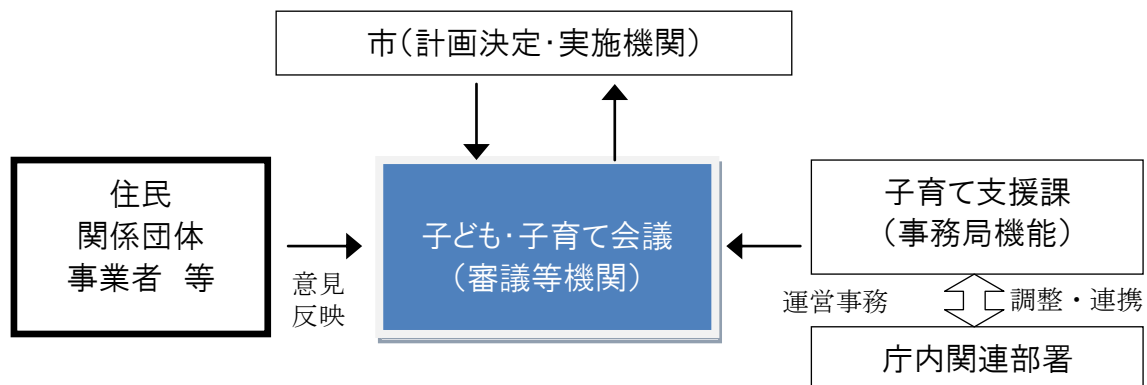 市（計画決定・実施機関）
住民
関係団体
事業者　等
意見
反映
子ども・子育て会議
（審議等機関）
子育て支援課
（事務局機能）
運営事務
調整・連携
庁内関連部署